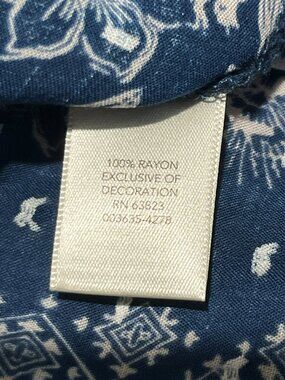 100% RAYON
EXCLUSIVE OF
DECORATION
RN 63823
003635-4278